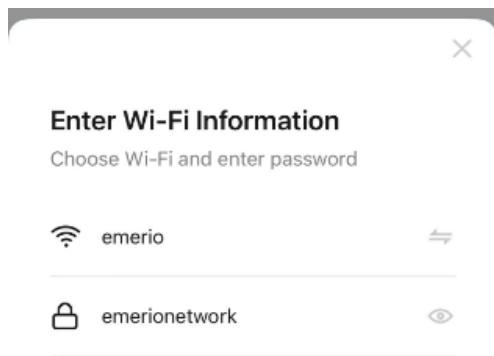 Enter Wi-Fi Information
Choose Wi-Fi and enter password
emerio
emerionetwork